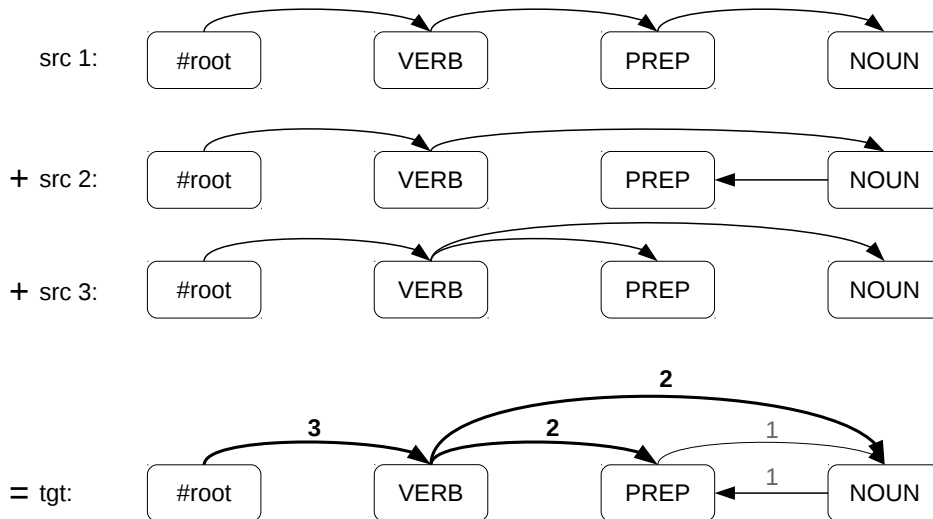 src 1: #root VERB PREP NOUN
+ src 2: #root VERB PREP NOUN
+ src 3: #root VERB PREP NOUN
2
3 2 1
1
= tgt: #root VERB PREP NOUN